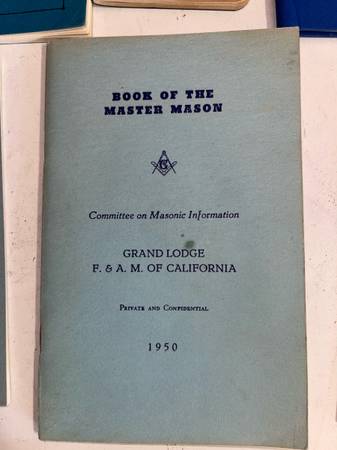 BOOK OF THE
MASTER MASON
G
Committee on Masonic Information
GRAND LODGE
F. & A. M. OF CALIFORNIA
PRIVATE AND CONFIDENTIAL
1950